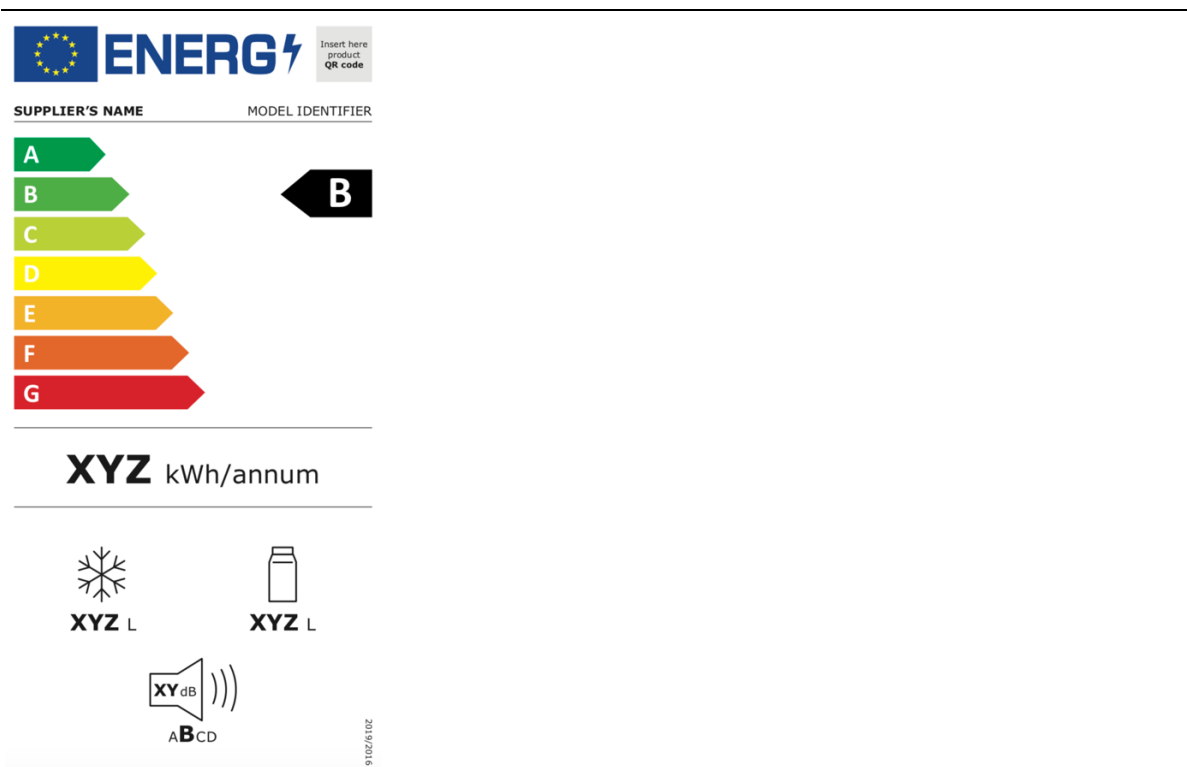 ENERG
Insert here
product
QR code
SUPPLIER'S NAME MODEL IDENTIFIER
A
B B
C
D
E
F
G
XYZ kWh/annum
XYZ L XYZ L
XY dB
ABCD
2019/2016